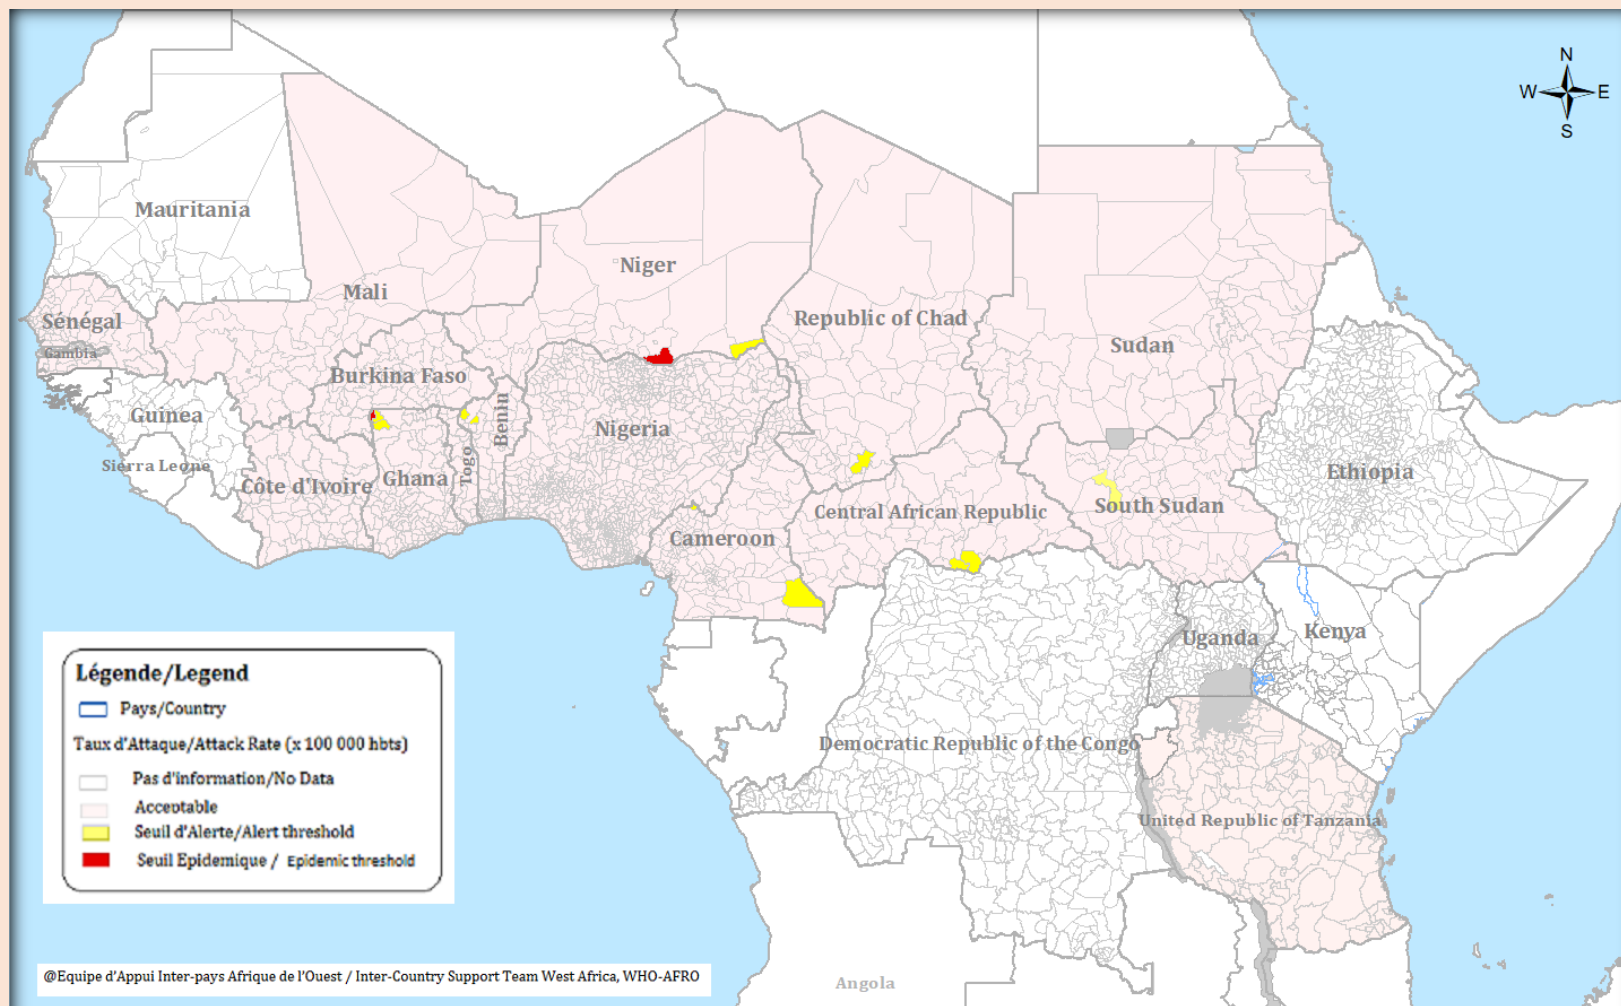 N
W
E
S
Mauritania
Niger
Mali
Sénégal
Republic of Chad
Gambia
Sudan
Burkina Faso
Guinea
Benin
Nigeria
Sierra Leone
Togo
Ethiopia
Côte d'Ivoire
Ghana
South Sudan
Central African Republic
Cameroon
Uganda
Kenya
Democratic Republic of the Congo
United Republic of Tanzania
Angola
Légende/Legend
Pays/Country
Taux d'Attaque/Attack Rate (x 100 000 hbts)
Pas d'information/No Data
Acceptable
Seuil d'Alerte/Alert threshold
Seuil Epidemique / Epidemic threshold
@Equipe d'Appui Inter-pays Afrique de l'Ouest / Inter-Country Support Team West Africa, WHO-AFRO